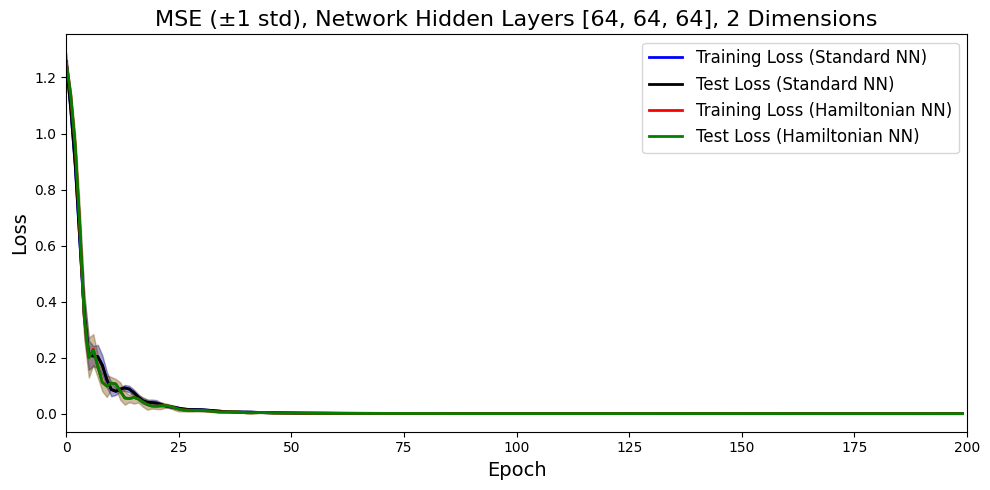 MSE (±1 std), Network Hidden Layers [64, 64, 64], 2 Dimensions
Training Loss (Standard NN)
Test Loss (Standard NN)
Training Loss (Hamiltonian NN)
Test Loss (Hamiltonian NN)
Loss
1.2
1.0
0.8
0.6
0.4
0.2
0.0
0 25 50 75 100 125 150 175 200
Epoch